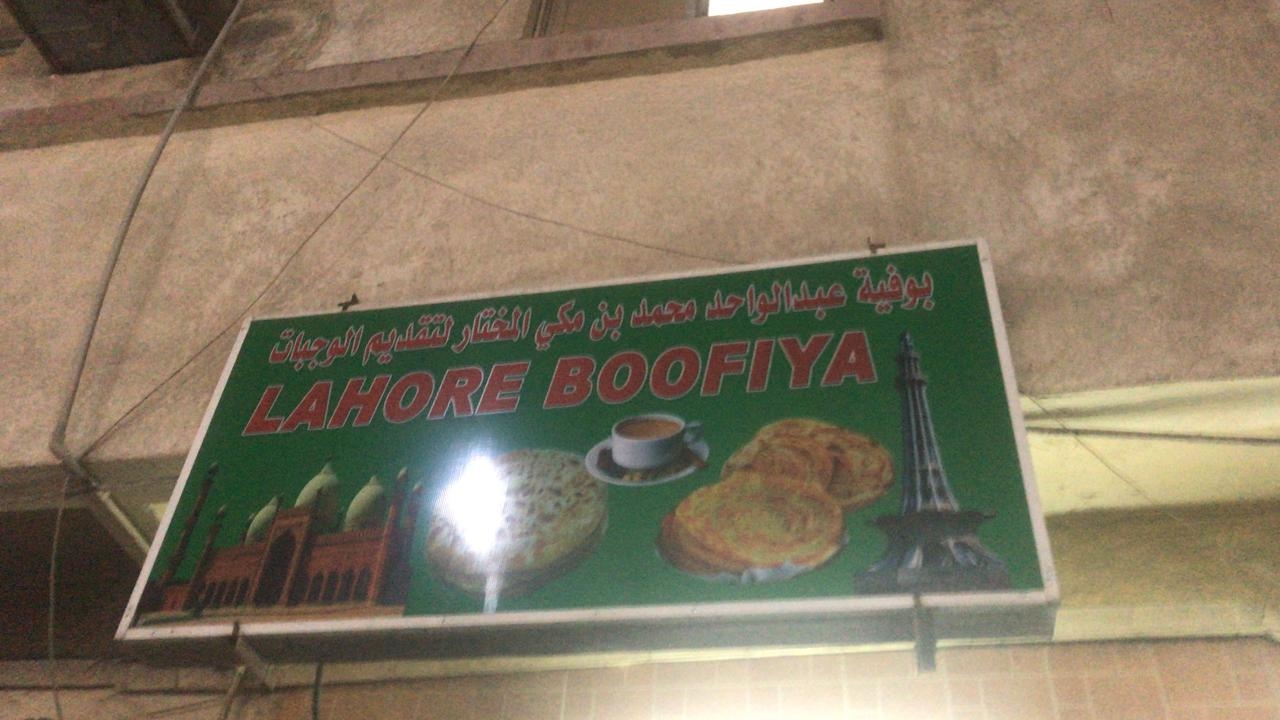 بوفية عبدالواحد محمد بن مكي المختار لتقديم الوجبات
LAHORE BOOFIYA